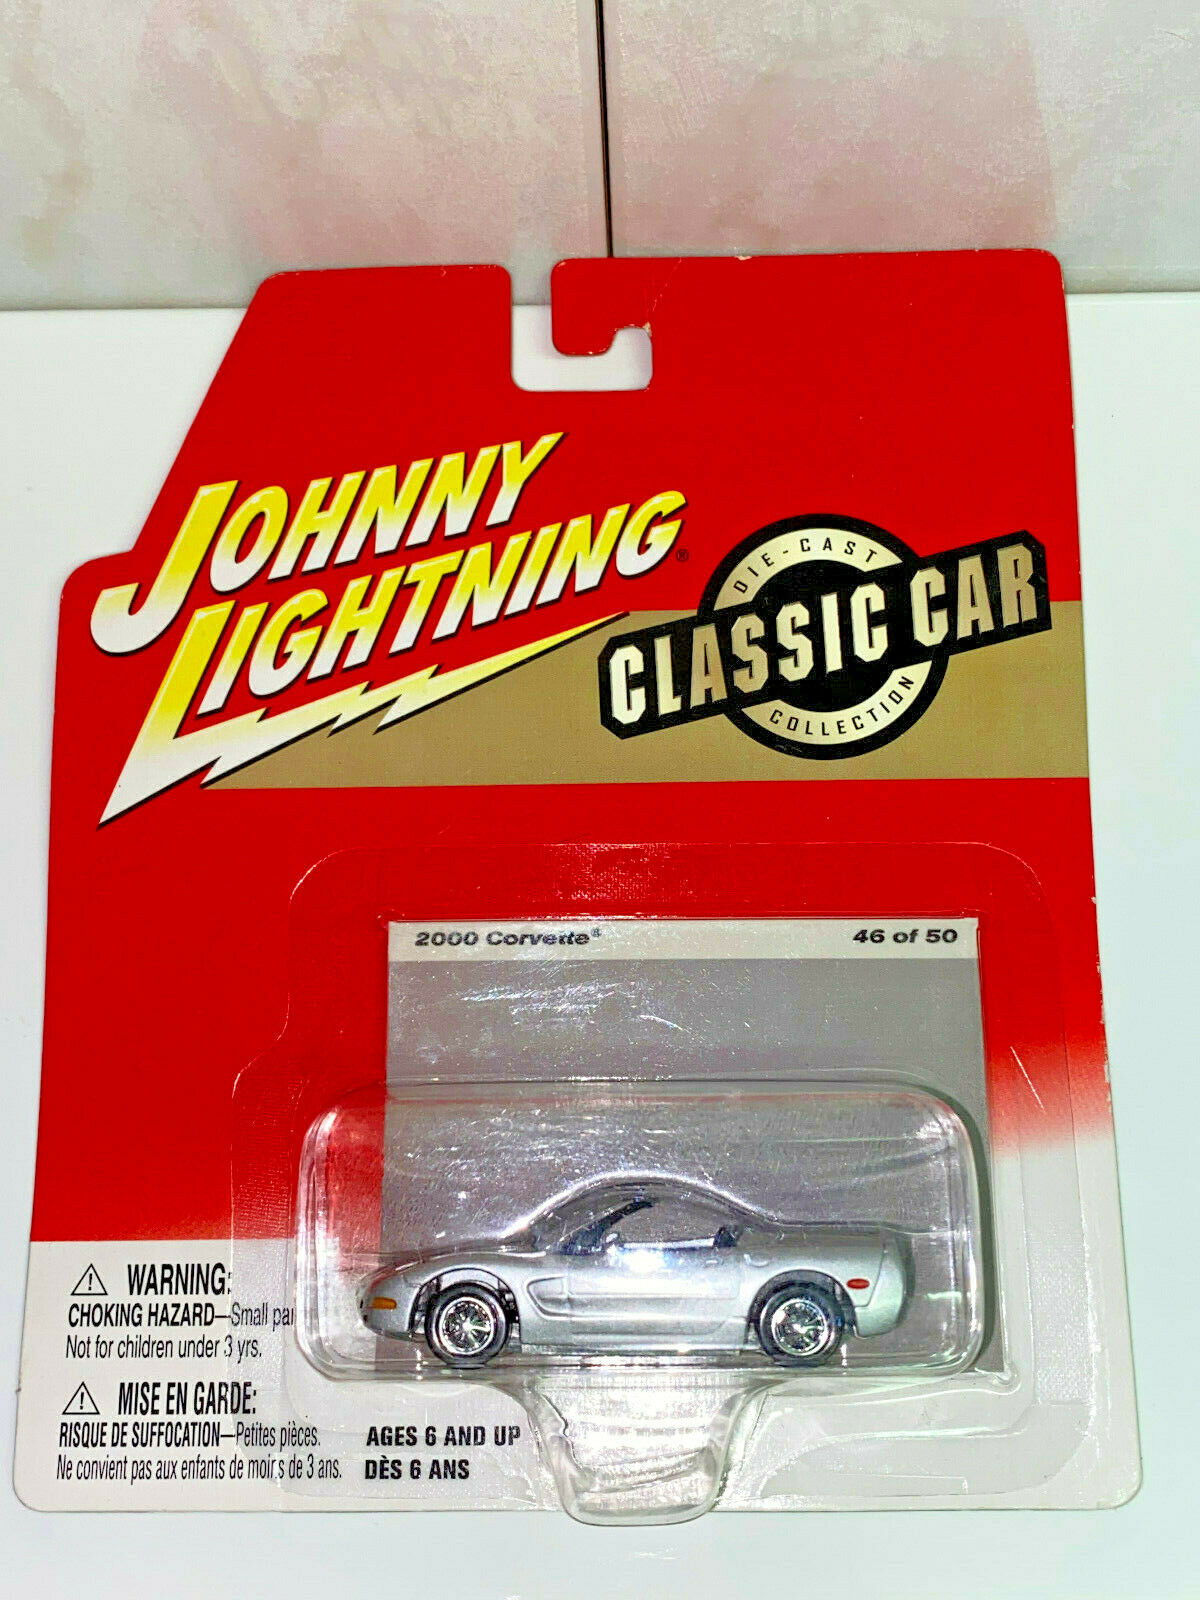 JOHNNY
LIGHTNING®
DIE-CAST
CLASSIC CAR
COLLECTION
2000 Corvette® 46 of 50
WARNING:
CHOKING HAZARD—Small
Not for children under 3 yrs.
MISE EN GARDE:
RISQUE DE SUFFOCATION—Petites pièces.
Ne convient pas aux enfants de moins de 3 ans.
AGES 6 AND UP
DÈS 6 ANS